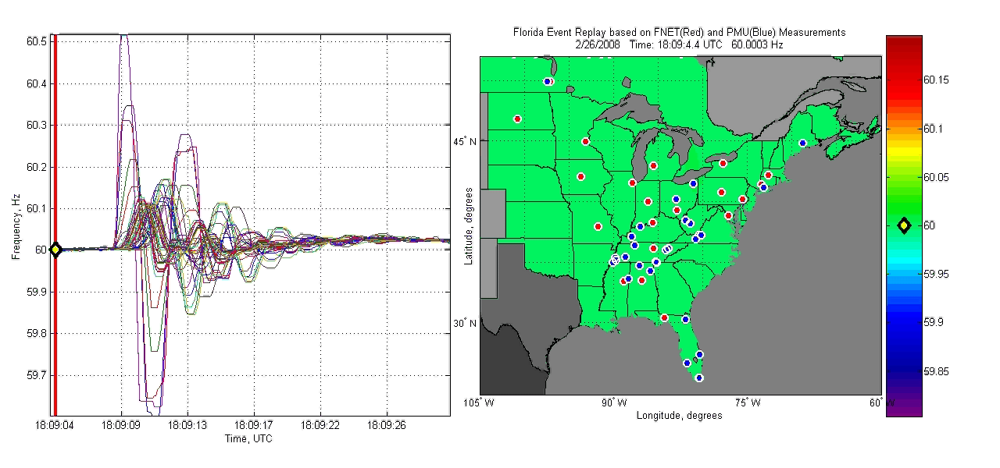 Florida Event Replay based on FNET(Red) and PMU(Blue) Measurements
2/26/2008 Time: 18:09:4.4 UTC 60.0003 Hz
60.5
60.4
60.3
60.2
60.1
60
59.9
59.8
59.7
Frequency, Hz
18:09:04 18:09:09 18:09:13 18:09:17 18:09:22 18:09:26
Time, UTC
45° N
30° N
Latitude, degrees
105° W 90° W 75° W 60° W
Longitude, degrees
60.15
60.1
60.05
60
59.95
59.9
59.85